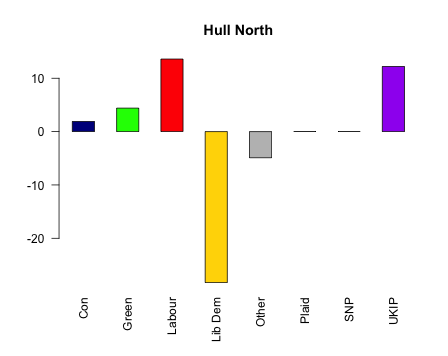 Hull North
10
0
-10
-20
Con
Green
Labour
Lib Dem
Other
Plaid
SNP
UKIP